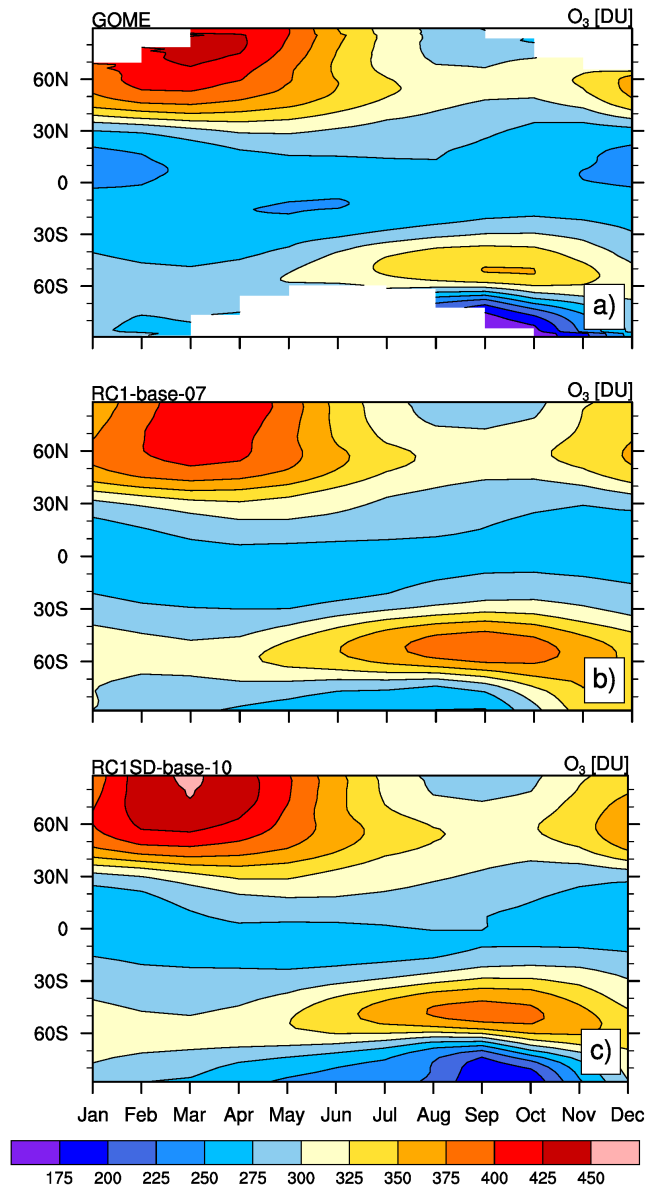 GOME O₃ [DU]
60N
30N
0
30S
60S
a)
RC1-base-07 O₃ [DU]
60N
30N
0
30S
60S
b)
RC1SD-base-10 O₃ [DU]
60N
30N
0
30S
60S
c)
Jan Feb Mar Apr May Jun Jul Aug Sep Oct Nov Dec
175 200 225 250 275 300 325 350 375 400 425 450